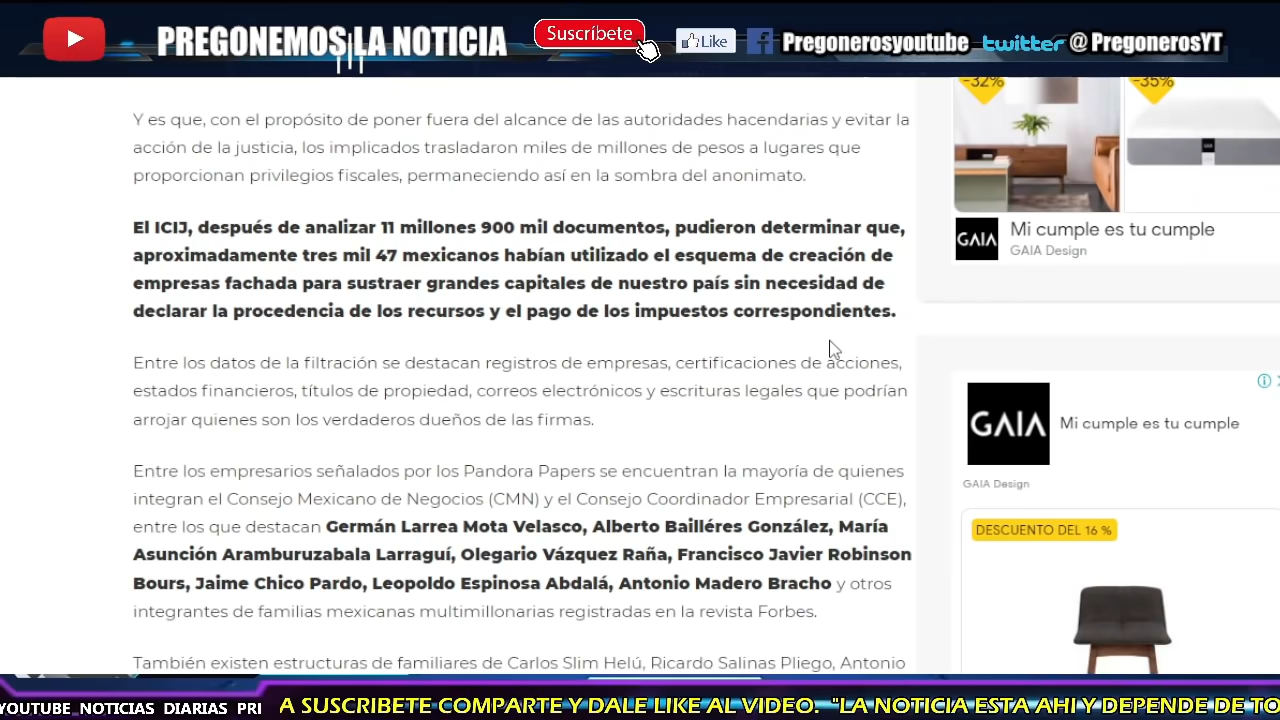 PREGONEMOS LA NOTICIA
Suscríbete
Like
Pregonerosyoutube
twitter @PregonerosYT
Y es que, con el propósito de poner fuera del alcance de las autoridades hacendarias y evitar la
acción de la justicia, los implicados trasladaron miles de millones de pesos a lugares que
proporcionan privilegios fiscales, permaneciendo así en la sombra del anonimato.
El ICIJ, después de analizar 11 millones 900 mil documentos, pudieron determinar que,
aproximadamente tres mil 47 mexicanos habían utilizado el esquema de creación de
empresas fachada para sustraer grandes capitales de nuestro país sin necesidad de
declarar la procedencia de los recursos y el pago de los impuestos correspondientes.
Entre los datos de la filtración se destacan registros de empresas, certificaciones de acciones,
estados financieros, títulos de propiedad, correos electrónicos y escrituras legales que podrían
arrojar quienes son los verdaderos dueños de las firmas.
Entre los empresarios señalados por los Pandora Papers se encuentran la mayoría de quienes
integran el Consejo Mexicano de Negocios (CMN) y el Consejo Coordinador Empresarial (CCE),
entre los que destacan Germán Larrea Mota Velasco, Alberto Bailléres González, María
Asunción Aramburuzabala Larraguí, Olegario Vázquez Raña, Francisco Javier Robinson
Bours, Jaime Chico Pardo, Leopoldo Espinosa Abdalá, Antonio Madero Bracho y otros
integrantes de familias mexicanas multimillonarias registradas en la revista Forbes.
También existen estructuras de familiares de Carlos Slim Helú, Ricardo Salinas Pliego, Antonio
-32%
-35%
GAIA
Mi cumple es tu cumple
GAIA Design
GAIA
Mi cumple es tu cumple
GAIA Design
DESCUENTO DEL 16 %
YOUTUBE_NOTICIAS DIARIAS PRI
A SUSCRIBETE COMPARTE Y DALE LIKE AL VIDEO. "LA NOTICIA ESTA AHI Y DEPENDE DE TO